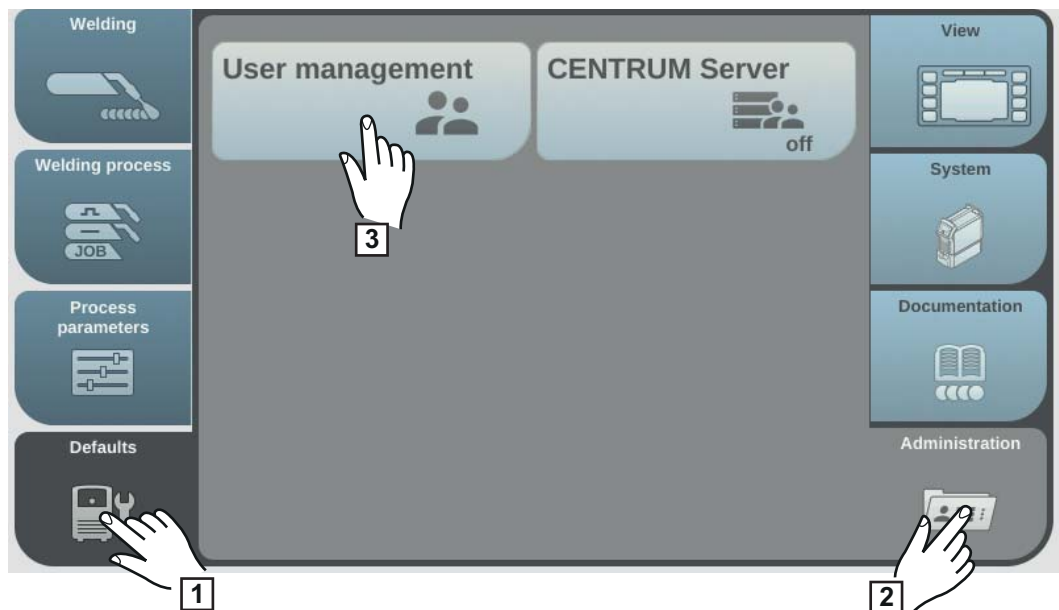 Welding
Welding process
JOB
Process
parameters
Defaults
1
User management
3
CENTRUM Server
off
View
System
Documentation
Administration
2